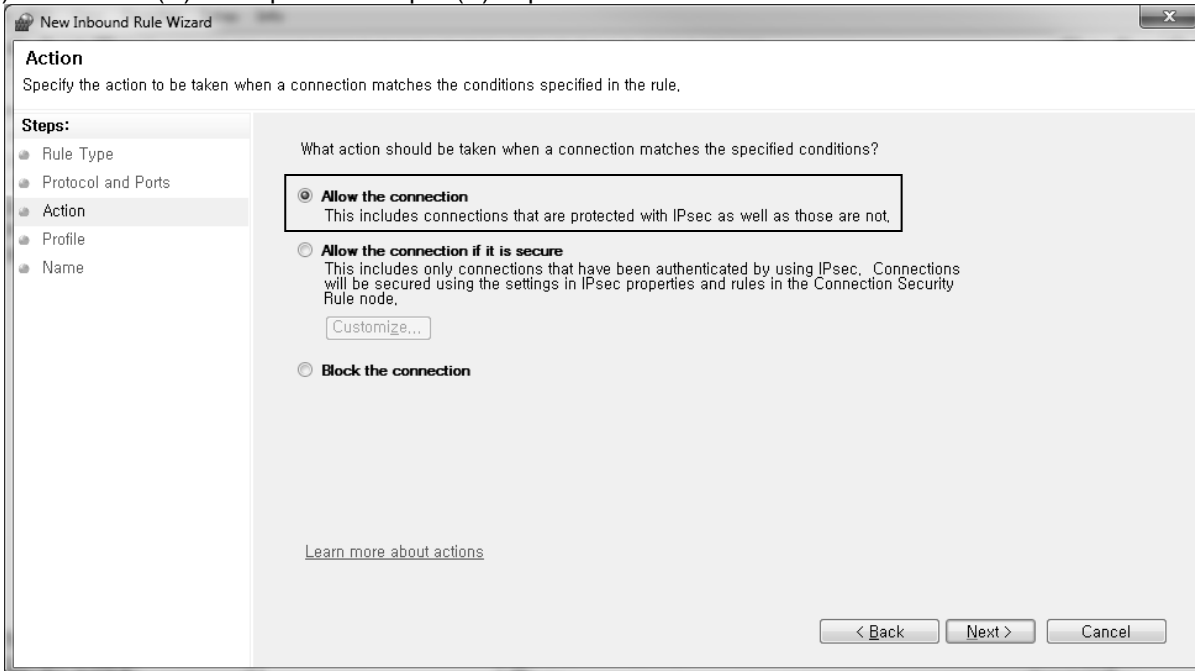 New Inbound Rule Wizard
Action
Specify the action to be taken when a connection matches the conditions specified in the rule,
Steps:
Rule Type
Protocol and Ports
Action
Profile
Name
What action should be taken when a connection matches the specified conditions?
Allow the connection
This includes connections that are protected with IPsec as well as those are not,
Allow the connection if it is secure
This includes only connections that have been authenticated by using IPsec, Connections
will be secured using the settings in IPsec properties and rules in the Connection Security
Rule node,
Customize,,,
Block the connection
Learn more about actions
< Back
Next >
Cancel